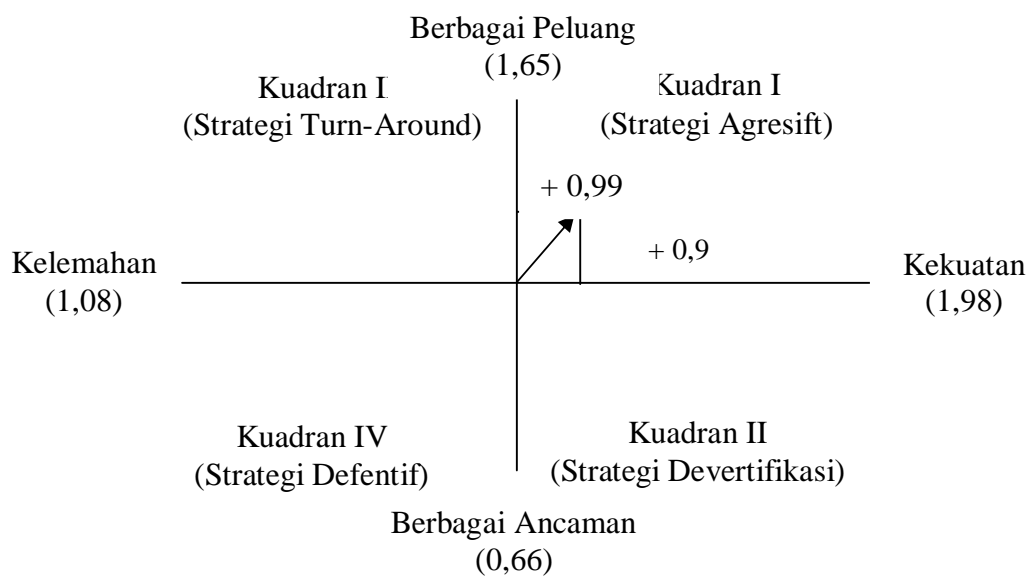 Berbagai Peluang
(1,65)
Kuadran I
(Strategi Turn-Around)
Kuadran I
(Strategi Agresift)
+ 0,99
+ 0,9
Kelemahan
(1,08)
Kekuatan
(1,98)
Kuadran IV
(Strategi Defentif)
Kuadran II
(Strategi Devertifikasi)
Berbagai Ancaman
(0,66)